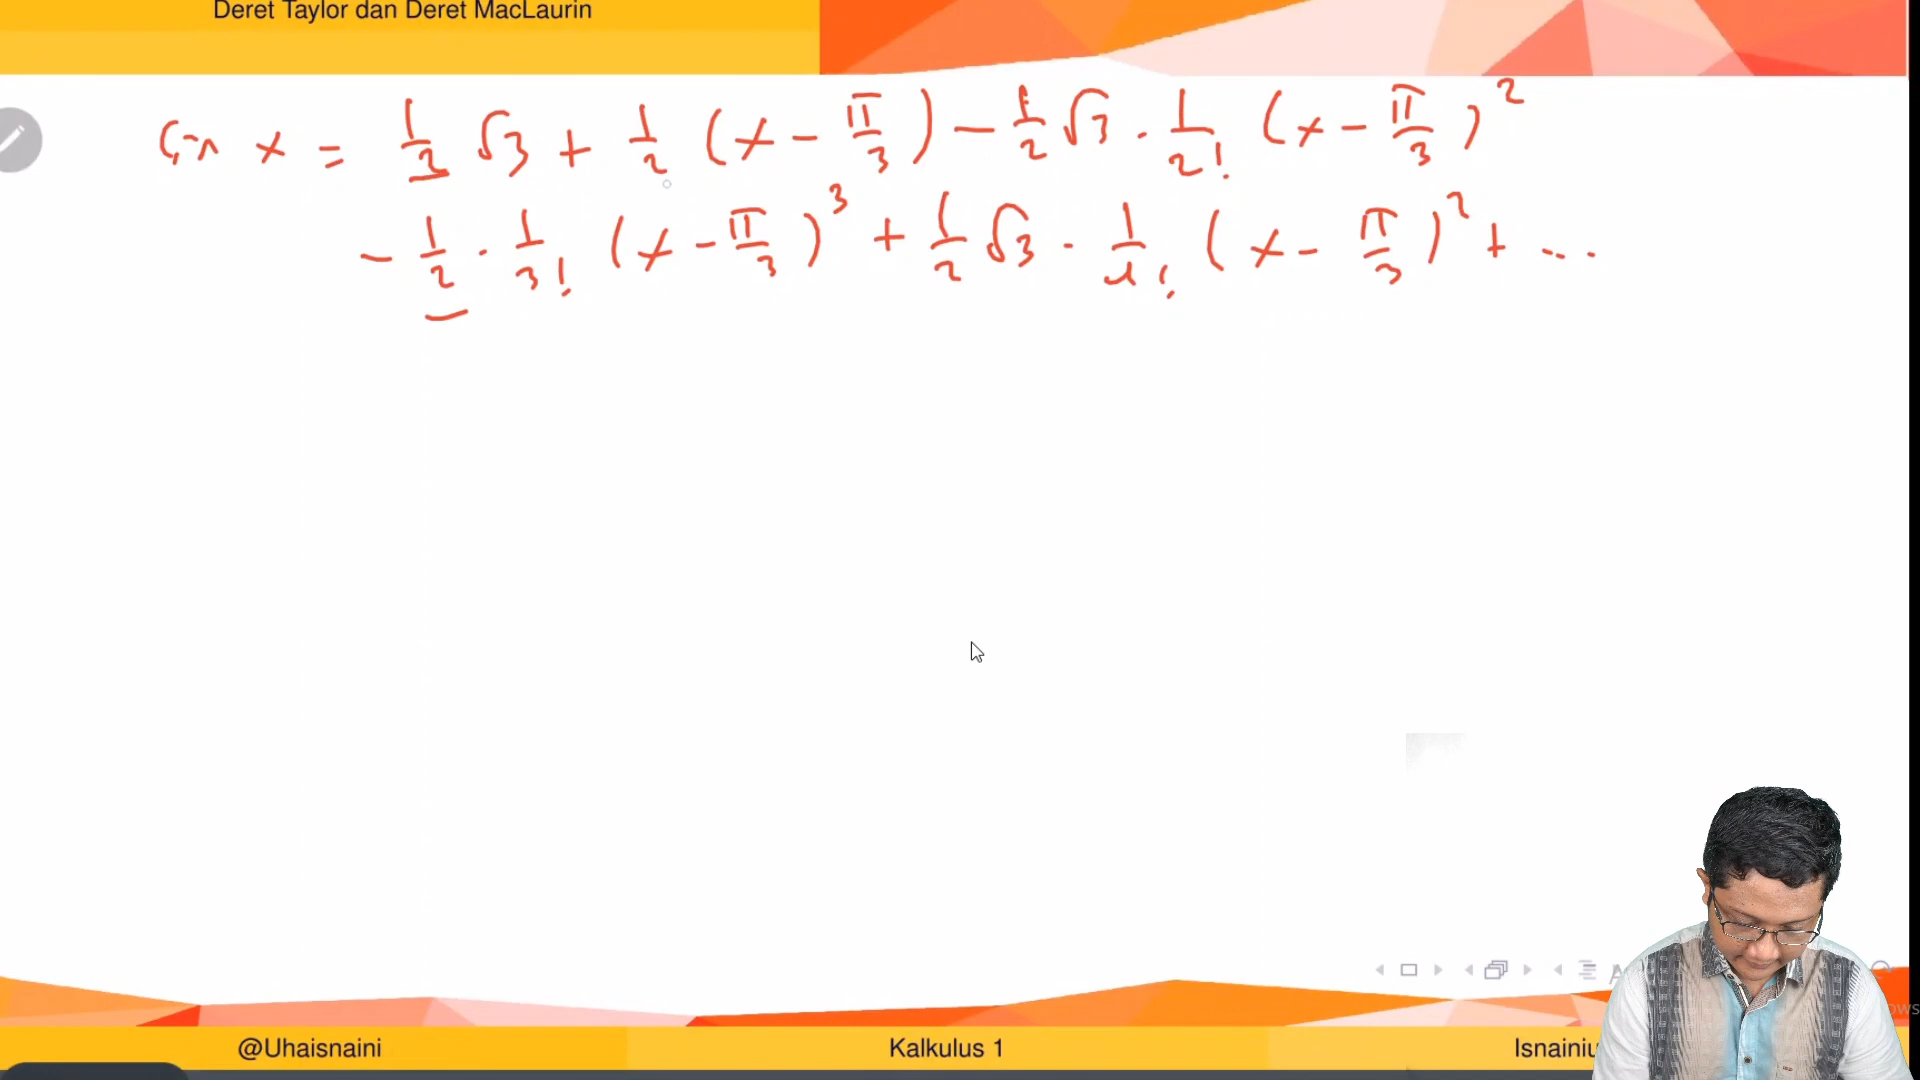 Deret Taylor dan Deret MacLaurin
sin x = 1/2 √3 + 1/2 (x - π/3) - 1/2 √3 · 1/2! (x - π/3)²
- 1/2 · 1/3! (x - π/3)³ + 1/2 √3 · 1/4! (x - π/3)² + ...
@Uhaisnaini
Kalkulus 1